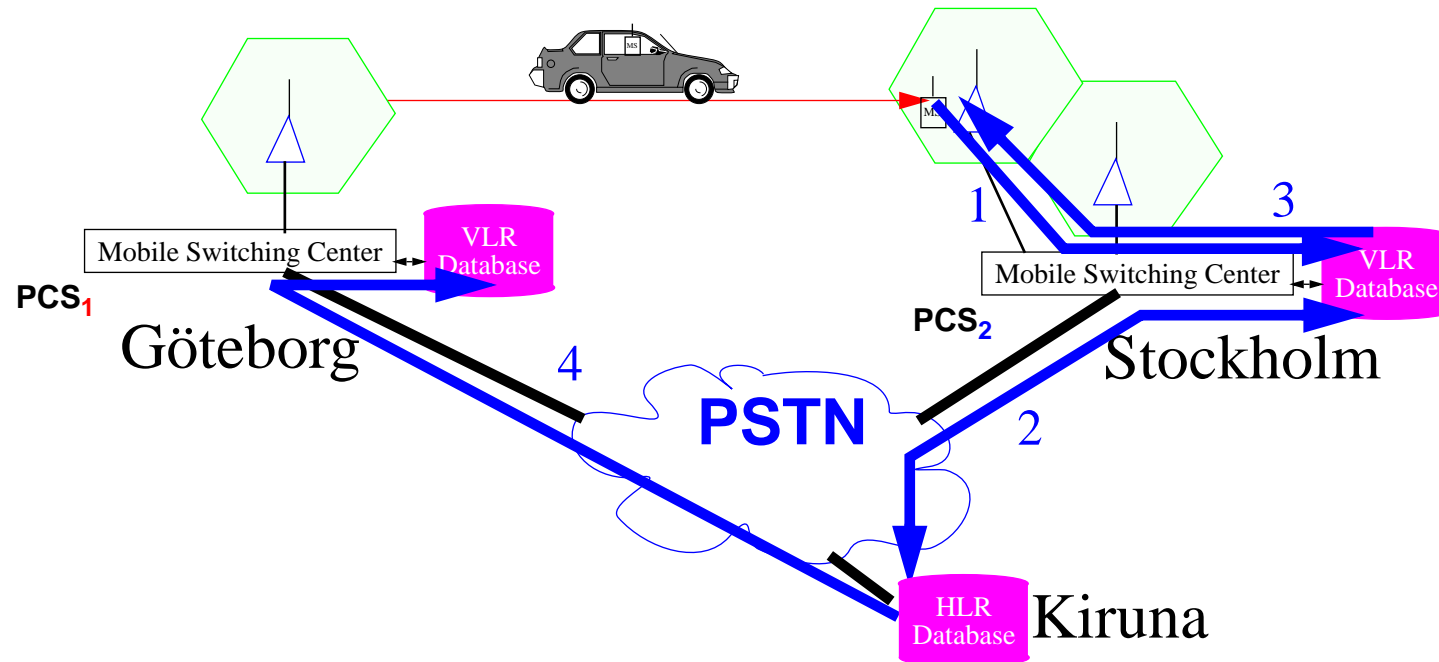 MS
MS
1
3
Mobile Switching Center
VLR
Database
Mobile Switching Center
VLR
Database
PCS1
PCS2
Göteborg
Stockholm
4
PSTN
2
HLR
Database
Kiruna